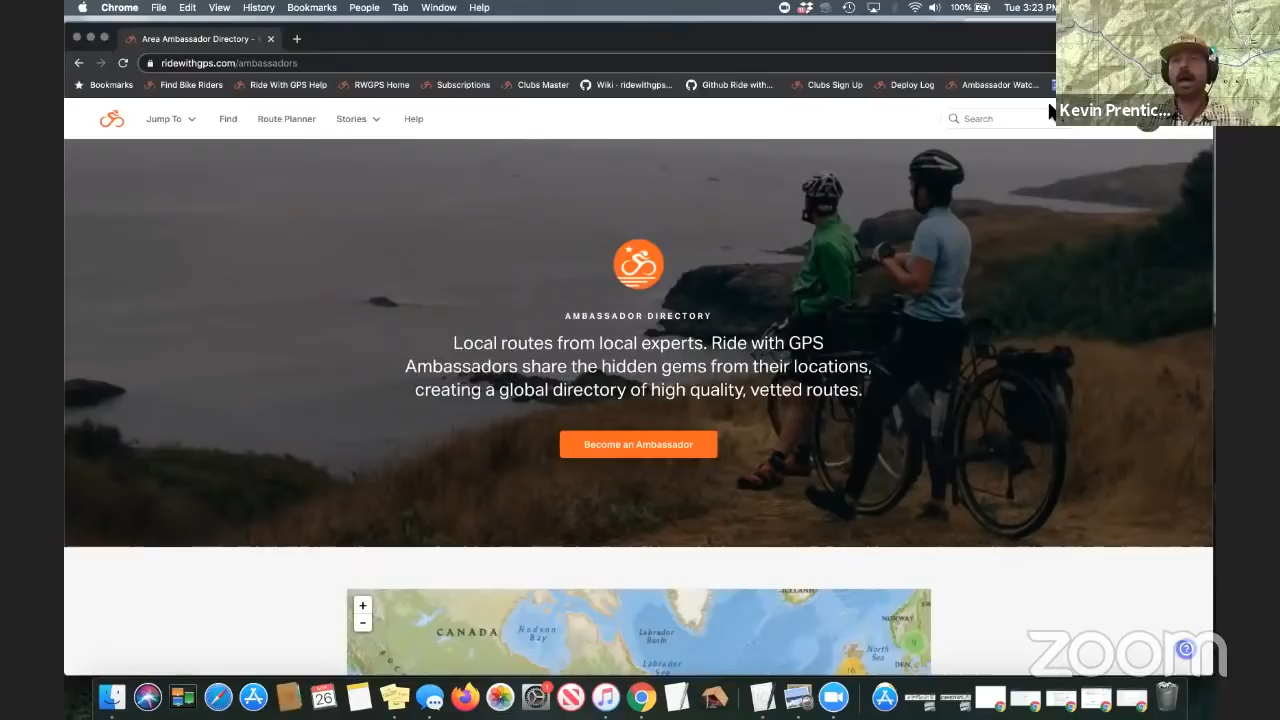 Chrome File Edit View History Bookmarks People Tab Window Help
100% Tue 3:23 PM
Area Ambassador Directory -
ridewithgps.com/ambassadors
Bookmarks Find Bike Riders Ride With GPS Help RWGPS Home Subscriptions Clubs Master Wiki - ridewithgps... Github Ride with... Clubs Sign Up Deploy Log Ambassador Watc...
Kevin Prentic...
Jump To Find Route Planner Stories Help Search
AMBASSADOR DIRECTORY
Local routes from local experts. Ride with GPS
Ambassadors share the hidden gems from their locations,
creating a global directory of high quality, vetted routes.
Become an Ambassador
+
-
CANADA
Hudson
Bay
Labrador
Basin
Labrador
Sea
ICELAND
NORWAY
North
Sea
DEN.
16
zoom
MAY
26